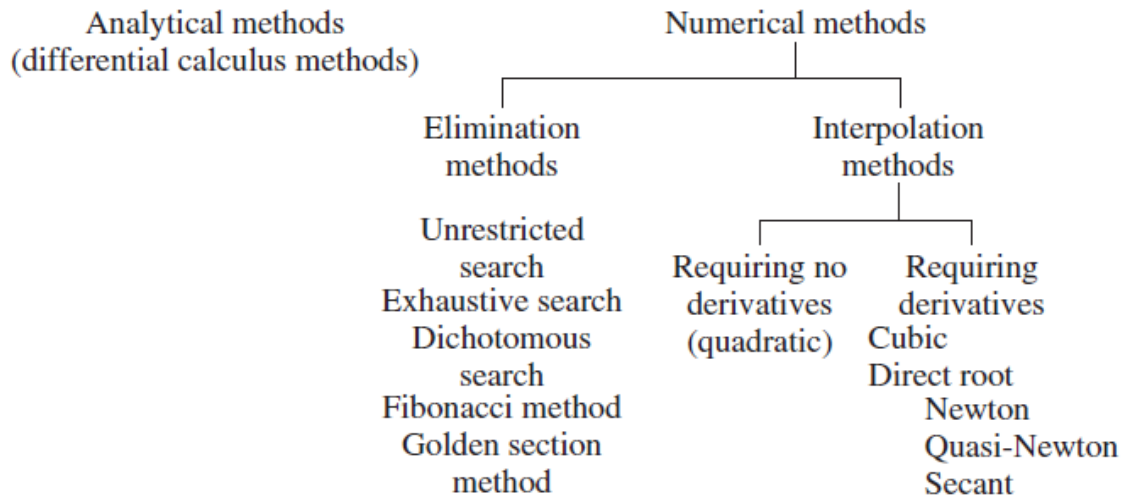 Analytical methods
(differential calculus methods)
Numerical methods
Elimination
methods
Unrestricted
search
Exhaustive search
Dichotomous
search
Fibonacci method
Golden section
method
Interpolation
methods
Requiring no
derivatives
(quadratic)
Requiring
derivatives
Cubic
Direct root
Newton
Quasi-Newton
Secant